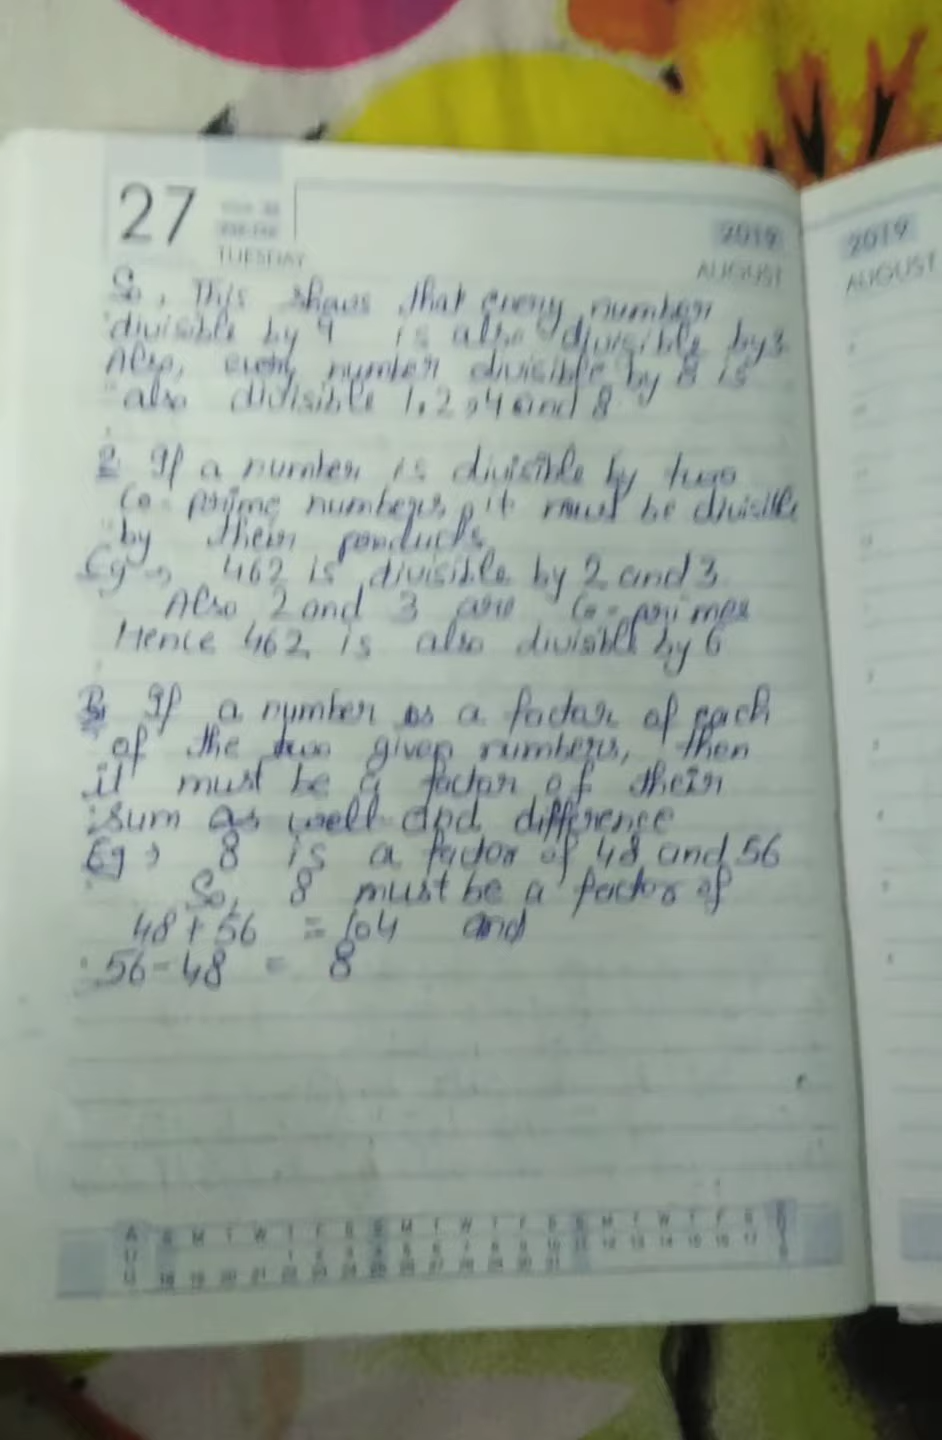 27
TUESDAY
2019
AUGUST
2019
AUGUST
So, This shows that every number
divisible by 9 is also divisible by 3
Also, every number divisible by 8 is
also divisible 1, 2, 4 and 8
2. If a number is divisible by two
Co-prime numbers, it must be divisible
by their products
Eg → 462 is divisible by 2 and 3
Also 2 and 3 are Co-primes
Hence 462 is also divisible by 6
3. If a number is a factor of each
of the two given numbers, then
it must be a factor of their
sum as well and difference
Eg → 8 is a factor of 48 and 56
So, 8 must be a factor of
48 + 56 = 104 and
56 - 48 = 8